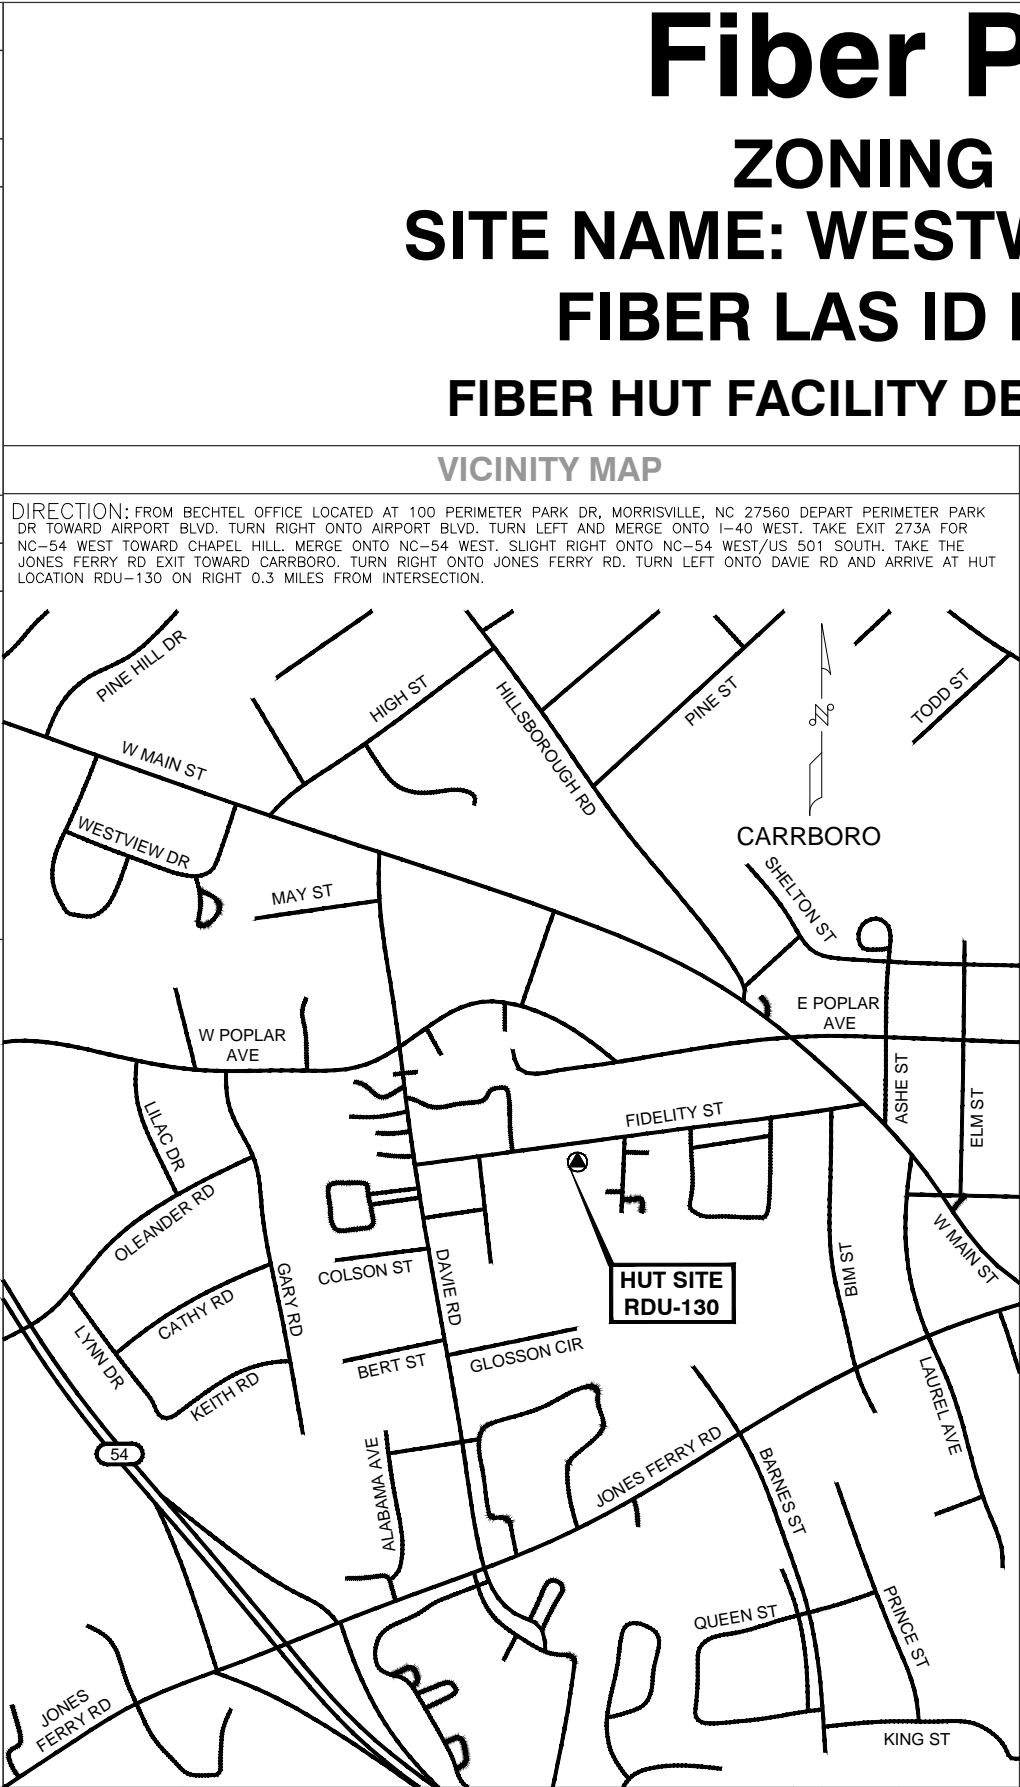 Fiber P
ZONING
SITE NAME: WESTW
FIBER LAS ID
FIBER HUT FACILITY DE
VICINITY MAP
DIRECTION: FROM BECHTEL OFFICE LOCATED AT 100 PERIMETER PARK DR, MORRISVILLE, NC 27560 DEPART PERIMETER PARK
DR TOWARD AIRPORT BLVD. TURN RIGHT ONTO AIRPORT BLVD. TURN LEFT AND MERGE ONTO I-40 WEST. TAKE EXIT 273A FOR
NC-54 WEST TOWARD CHAPEL HILL. MERGE ONTO NC-54 WEST. SLIGHT RIGHT ONTO NC-54 WEST/US 501 SOUTH. TAKE THE
JONES FERRY RD EXIT TOWARD CARRBORO. TURN RIGHT ONTO JONES FERRY RD. TURN LEFT ONTO DAVIE RD AND ARRIVE AT HUT
LOCATION RDU-130 ON RIGHT 0.3 MILES FROM INTERSECTION.
PINE HILL DR
HIGH ST
HILLSBOROUGH RD
PINE ST
N
TODD ST
W MAIN ST
WESTVIEW DR
CARRBORO
MAY ST
SHELTON ST
E POPLAR
AVE
W POPLAR
AVE
LILAC DR
FIDELITY ST
ASHE ST
ELM ST
OLEANDER RD
W MAIN ST
COLSON ST
DAVIE RD
HUT SITE
RDU-130
BIM ST
GARY RD
CATHY RD
LYNN DR
KEITH RD
BERT ST
GLOSSON CIR
LAUREL AVE
54
ALABAMA AVE
JONES FERRY RD
BARNES ST
QUEEN ST
PRINCE ST
JONES
FERRY RD
KING ST